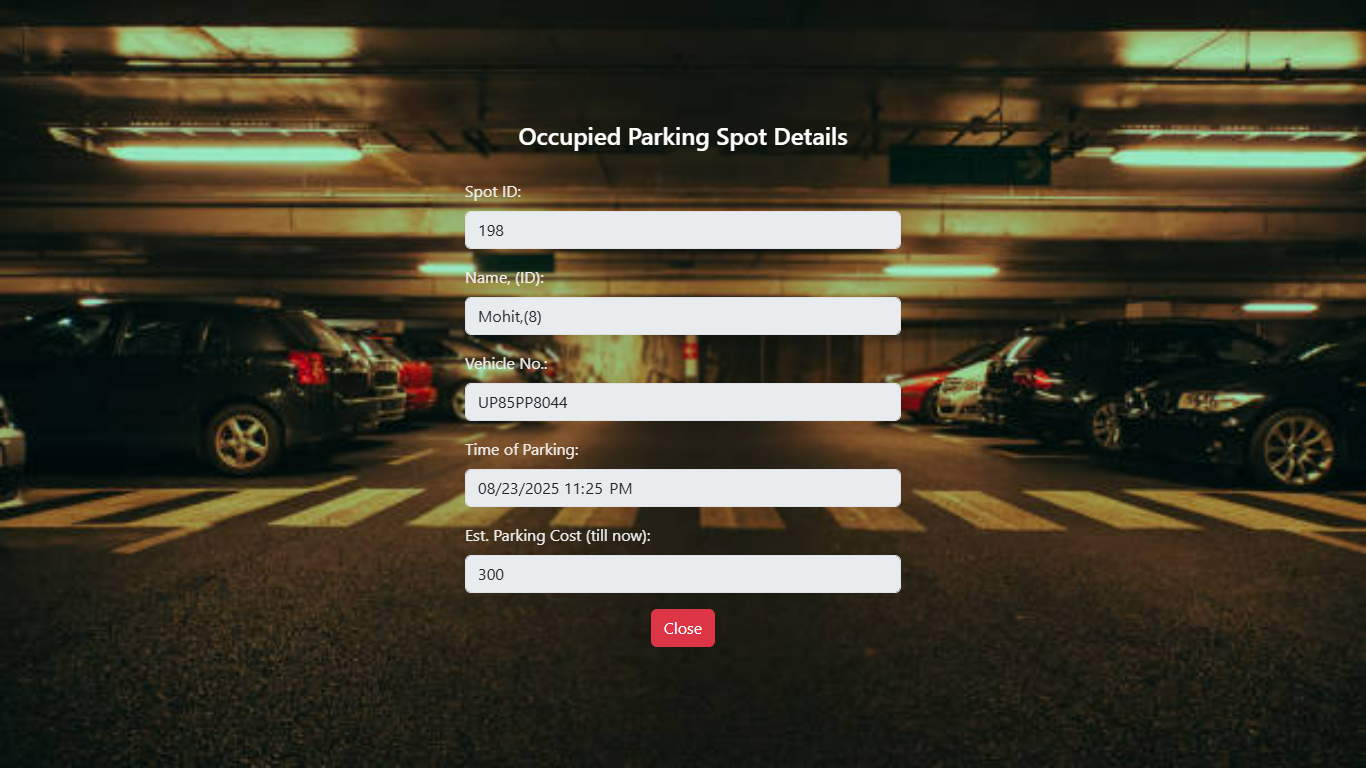 Occupied Parking Spot Details
Spot ID:
198
Name, (ID):
Mohit,(8)
Vehicle No.:
UP85PP8044
Time of Parking:
08/23/2025 11:25 PM
Est. Parking Cost (till now):
300
Close